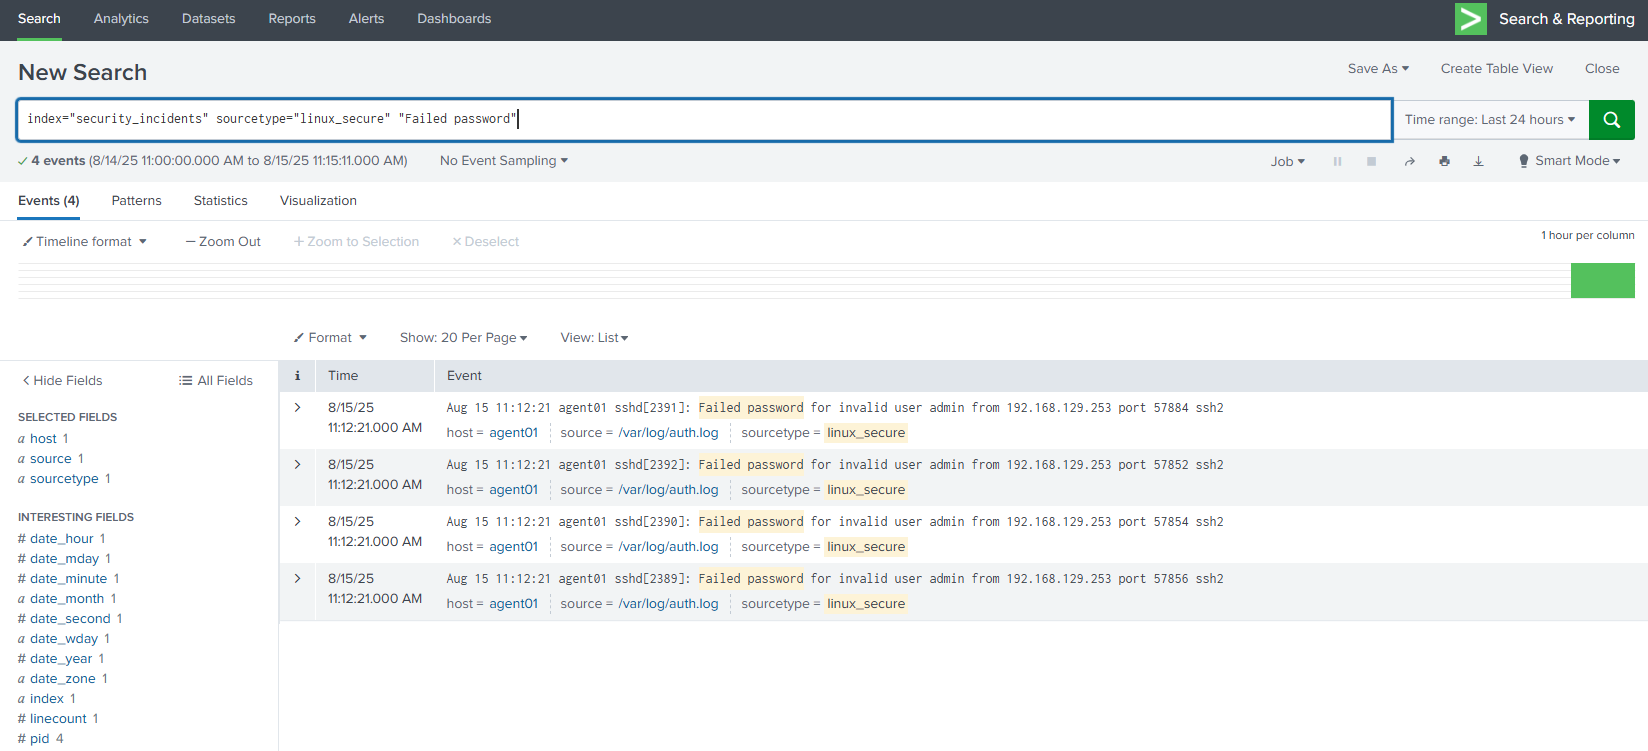 Search Analytics Datasets Reports Alerts Dashboards Search & Reporting
New Search
Save As Create Table View Close
index="security_incidents" sourcetype="linux_secure" "Failed password"
Time range: Last 24 hours
4 events (8/14/25 11:00:00.000 AM to 8/15/25 11:15:11.000 AM) No Event Sampling Job Smart Mode
Events (4) Patterns Statistics Visualization
Timeline format — Zoom Out + Zoom to Selection × Deselect
1 hour per column
Format Show: 20 Per Page View: List
< Hide Fields All Fields
i Time Event
SELECTED FIELDS
a host 1
a source 1
a sourcetype 1
INTERESTING FIELDS
# date_hour 1
# date_mday 1
# date_minute 1
a date_month 1
# date_second 1
a date_wday 1
# date_year 1
a date_zone 1
a index 1
# linecount 1
# pid 4
> 8/15/25 Aug 15 11:12:21 agent01 sshd[2391]: Failed password for invalid user admin from 192.168.129.253 port 57884 ssh2
11:12:21.000 AM host = agent01 source = /var/log/auth.log sourcetype = linux_secure
> 8/15/25 Aug 15 11:12:21 agent01 sshd[2392]: Failed password for invalid user admin from 192.168.129.253 port 57852 ssh2
11:12:21.000 AM host = agent01 source = /var/log/auth.log sourcetype = linux_secure
> 8/15/25 Aug 15 11:12:21 agent01 sshd[2390]: Failed password for invalid user admin from 192.168.129.253 port 57854 ssh2
11:12:21.000 AM host = agent01 source = /var/log/auth.log sourcetype = linux_secure
> 8/15/25 Aug 15 11:12:21 agent01 sshd[2389]: Failed password for invalid user admin from 192.168.129.253 port 57856 ssh2
11:12:21.000 AM host = agent01 source = /var/log/auth.log sourcetype = linux_secure